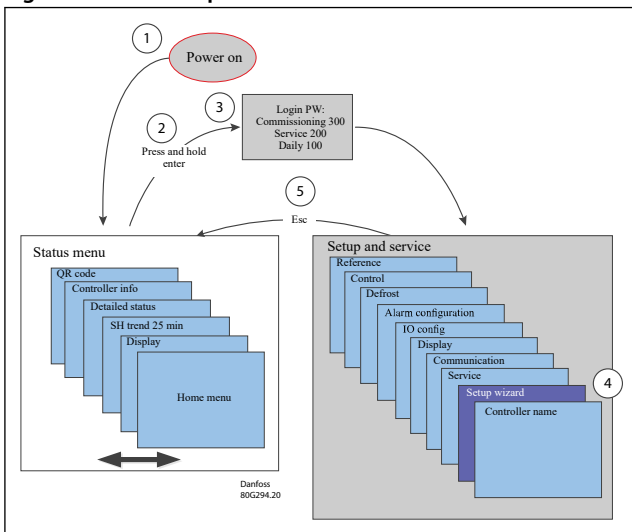 1
Power on
2
Press and hold
enter
3
Login PW:
Commissioning 300
Service 200
Daily 100
5
Esc
Status menu
QR code
Controller info
Detailed status
SH trend 25 min
Display
Home menu
Setup and service
Reference
Control
Defrost
Alarm configuration
IO config
Display
Communication
Service
Setup wizard
4
Controller name
Danfoss
80G294.20